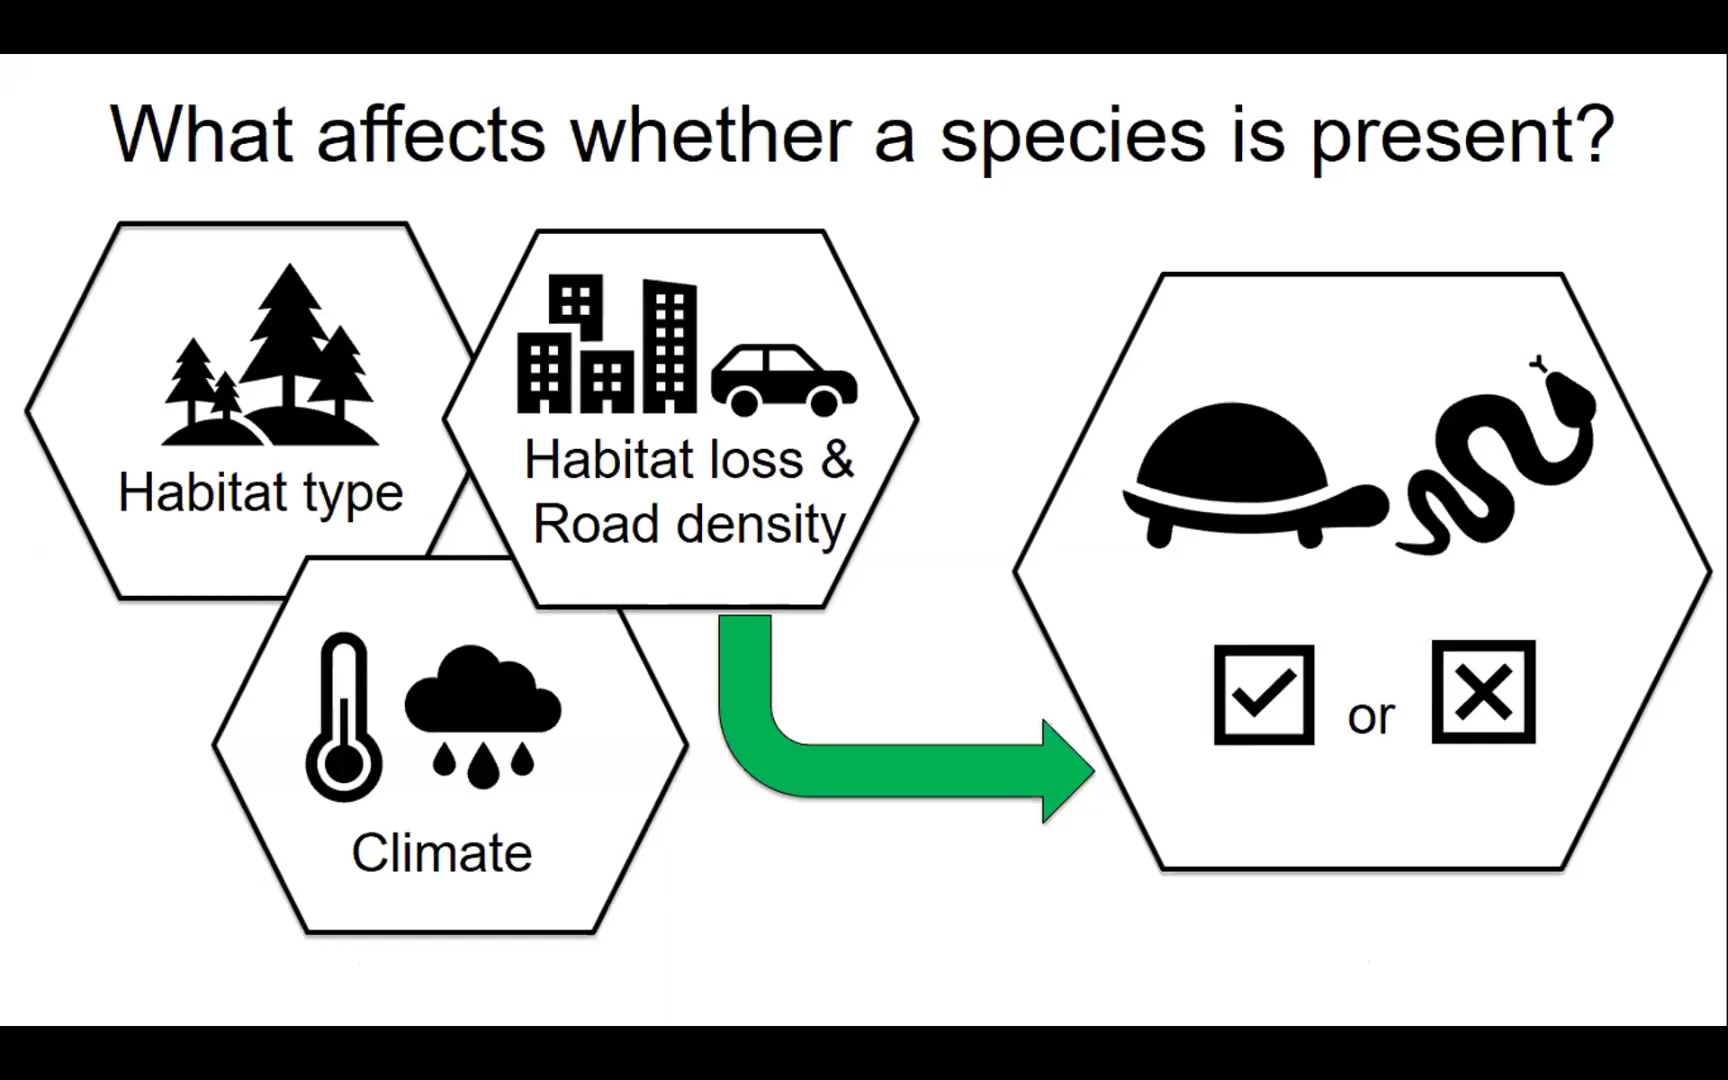 What affects whether a species is present?
Habitat type
Habitat loss &
Road density
Climate
or